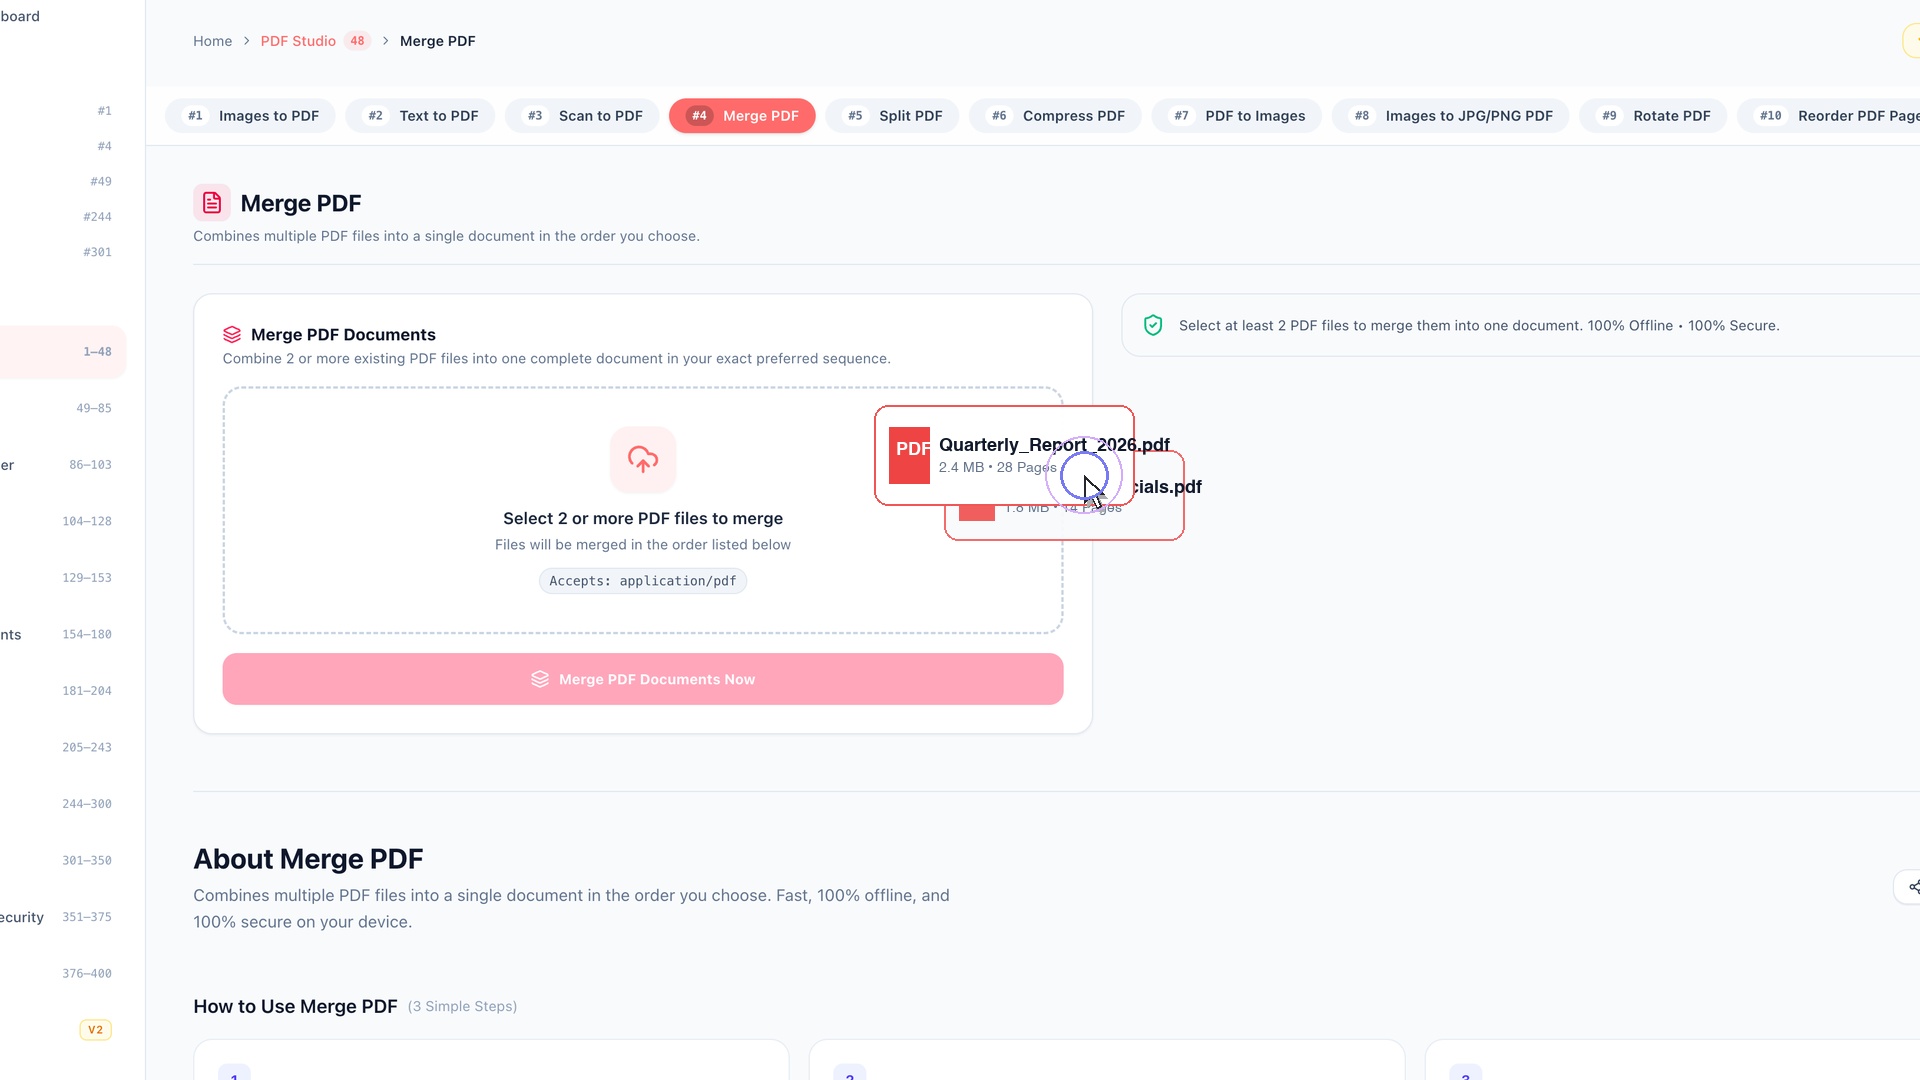 board
Home > PDF Studio 48 > Merge PDF
#1 Images to PDF #2 Text to PDF #3 Scan to PDF #4 Merge PDF #5 Split PDF #6 Compress PDF #7 PDF to Images #8 Images to JPG/PNG PDF #9 Rotate PDF #10 Reorder PDF Page
#1
#4
#49
#244
#301
1–48
49–85
er 86–103
104–128
129–153
nts 154–180
181–204
205–243
244–300
301–350
ecurity 351–375
376–400
V2
Merge PDF
Combines multiple PDF files into a single document in the order you choose.
Merge PDF Documents
Combine 2 or more existing PDF files into one complete document in your exact preferred sequence.
Select 2 or more PDF files to merge
Files will be merged in the order listed below
Accepts: application/pdf
PDF
Quarterly_Report_2026.pdf
2.4 MB • 28 Pages
cials.pdf
1.8 MB • 14 Pages
Merge PDF Documents Now
Select at least 2 PDF files to merge them into one document. 100% Offline • 100% Secure.
About Merge PDF
Combines multiple PDF files into a single document in the order you choose. Fast, 100% offline, and
100% secure on your device.
How to Use Merge PDF (3 Simple Steps)
1
2
3